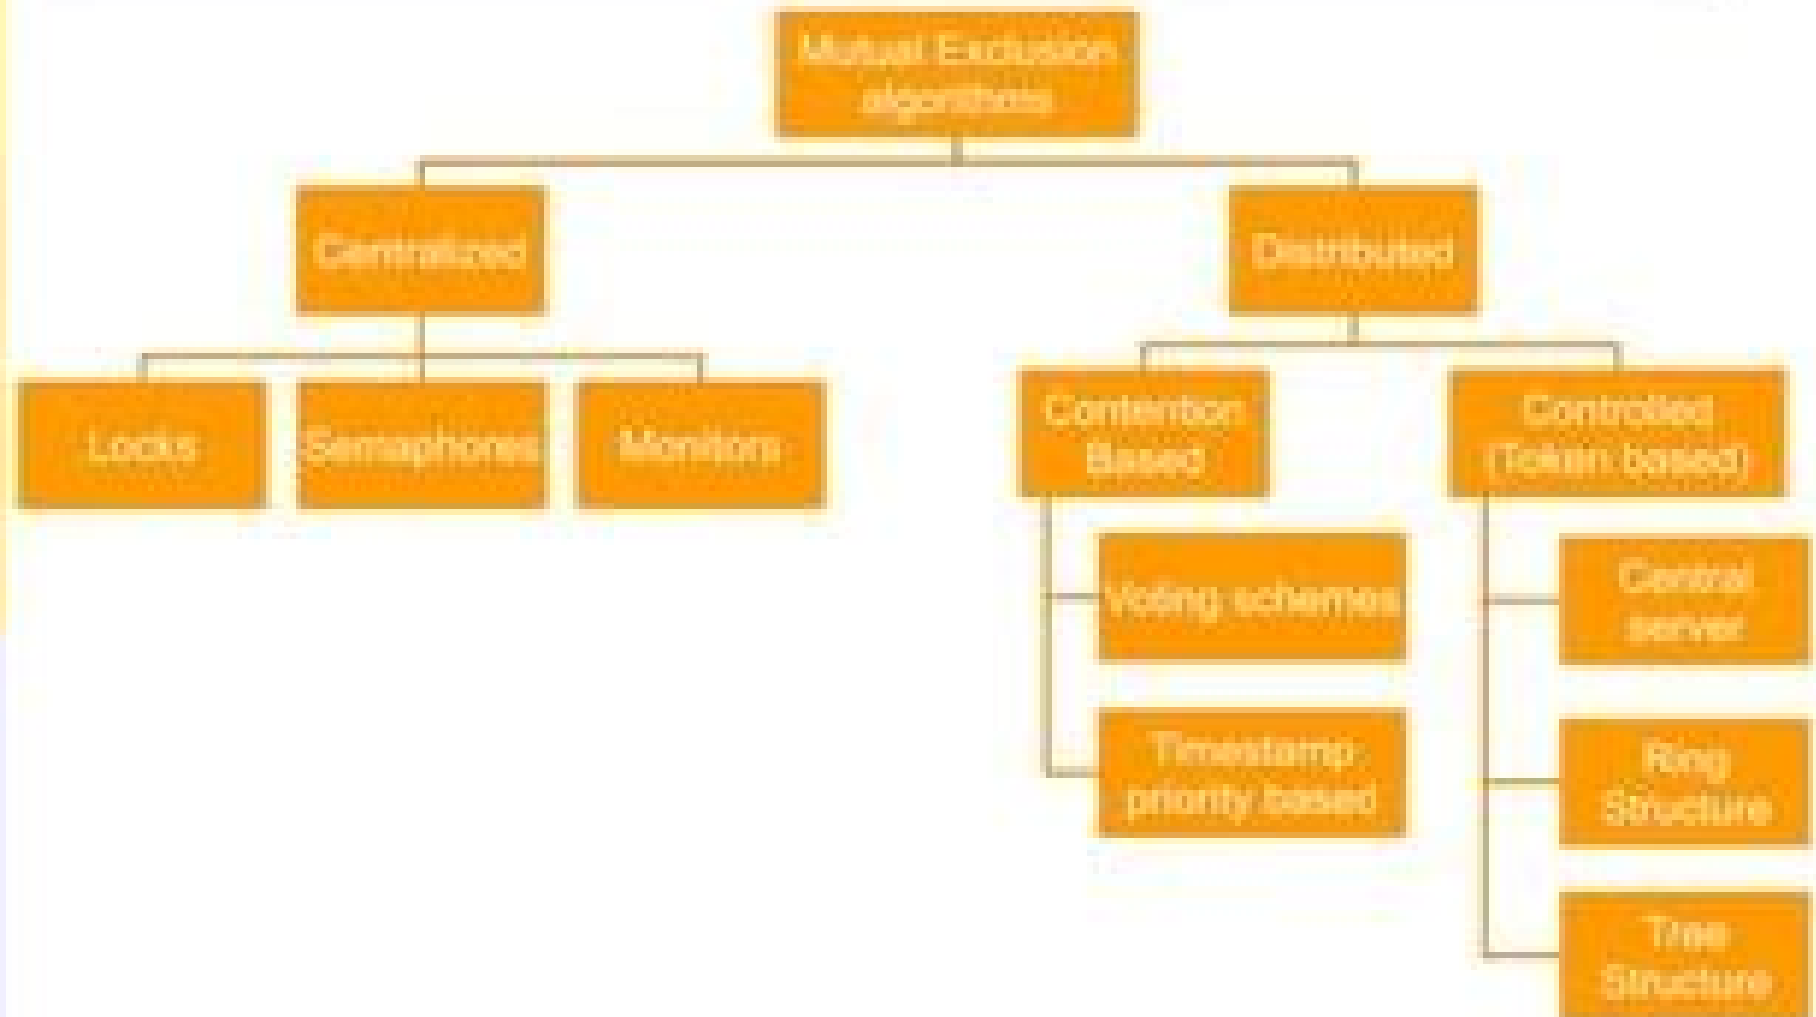 Mutual Exclusion
algorithms
Centralized
Distributed
Locks
Semaphores
Monitors
Contention
Based
Controlled
(Token based)
Voting schemes
Central
server
Timestamp
priority based
Ring
Structure
Tree
Structure